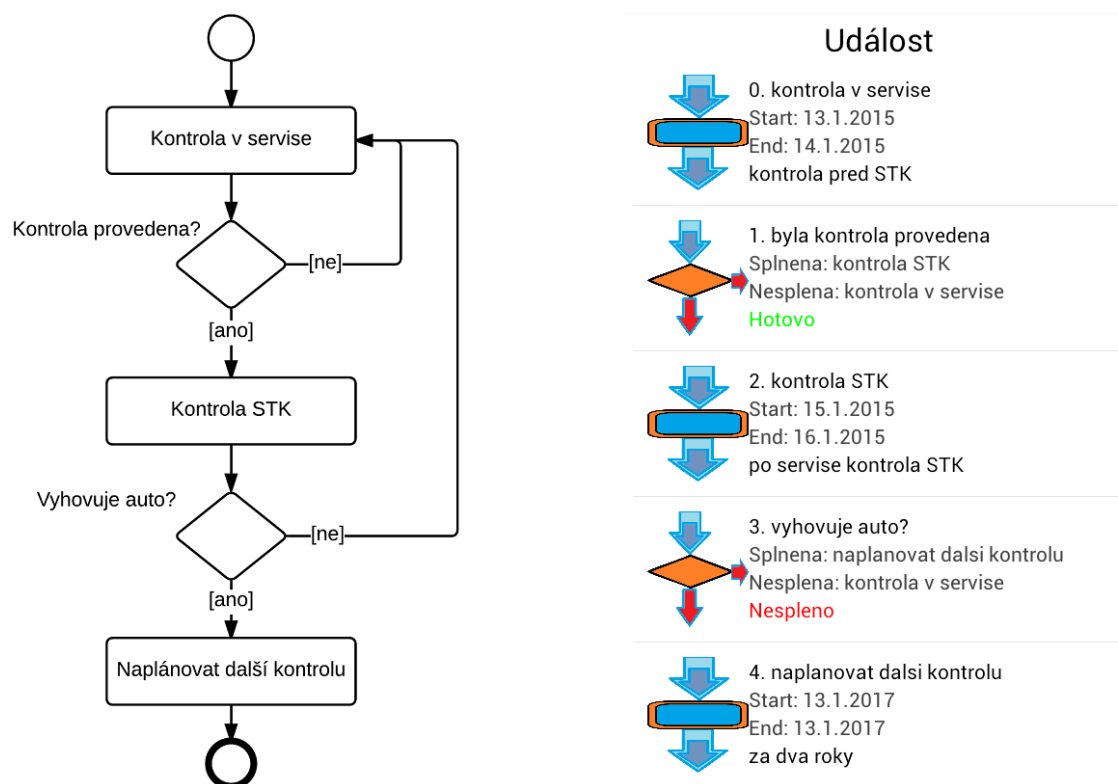 Kontrola v servise
Kontrola provedena?
[ne]
[ano]
Kontrola STK
Vyhovuje auto?
[ne]
[ano]
Naplánovat další kontrolu
Událost
0. kontrola v servise
Start: 13.1.2015
End: 14.1.2015
kontrola pred STK
1. byla kontrola provedena
Splnena: kontrola STK
Nesplena: kontrola v servise
Hotovo
2. kontrola STK
Start: 15.1.2015
End: 16.1.2015
po servise kontrola STK
3. vyhovuje auto?
Splnena: naplanovat dalsi kontrolu
Nesplena: kontrola v servise
Nespleno
4. naplanovat dalsi kontrolu
Start: 13.1.2017
End: 13.1.2017
za dva roky